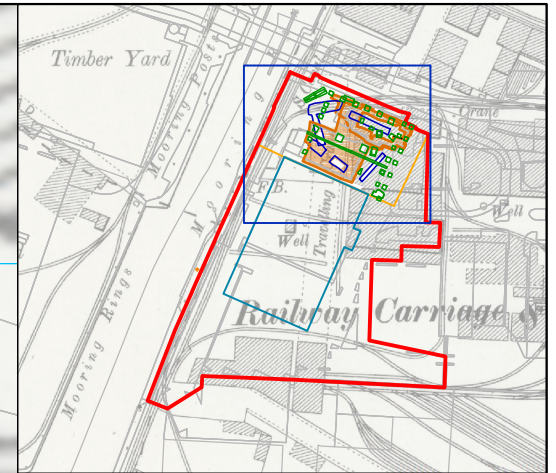 Timber Yard
Mooring Posts
Mooring
Crane
F.B.
Travelling
Well
Well
Railway Carriage &
Mooring Rings